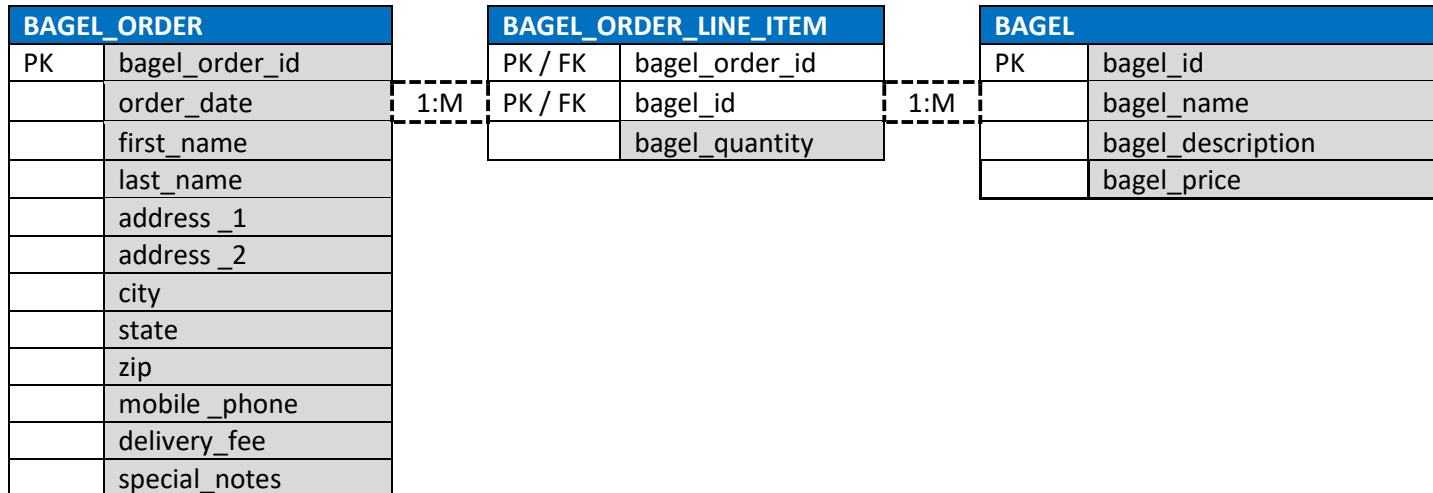 BAGEL_ORDER
PK bagel_order_id
order_date
first_name
last_name
address _1
address _2
city
state
zip
mobile _phone
delivery_fee
special_notes
1:M
BAGEL_ORDER_LINE_ITEM
PK / FK bagel_order_id
PK / FK bagel_id
bagel_quantity
1:M
BAGEL
PK bagel_id
bagel_name
bagel_description
bagel_price